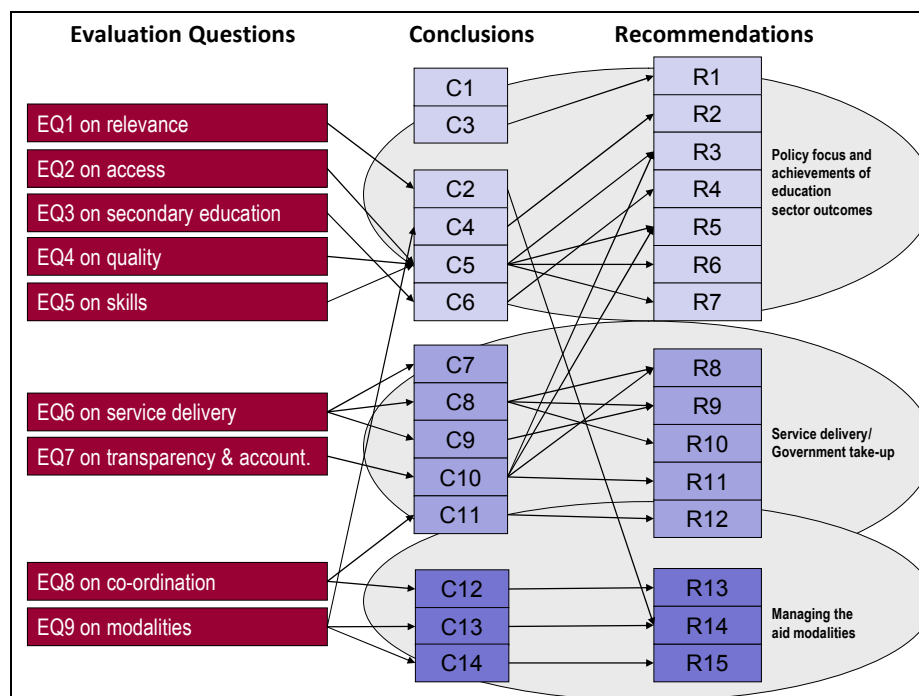 Evaluation Questions
Conclusions
Recommendations
EQ1 on relevance
EQ2 on access
EQ3 on secondary education
EQ4 on quality
EQ5 on skills
EQ6 on service delivery
EQ7 on transparency & account.
EQ8 on co-ordination
EQ9 on modalities
C1
C3
C2
C4
C5
C6
C7
C8
C9
C10
C11
C12
C13
C14
R1
R2
R3
R4
R5
R6
R7
R8
R9
R10
R11
R12
R13
R14
R15
Policy focus and
achievements of
education
sector outcomes
Service delivery/
Government take-up
Managing the
aid modalities